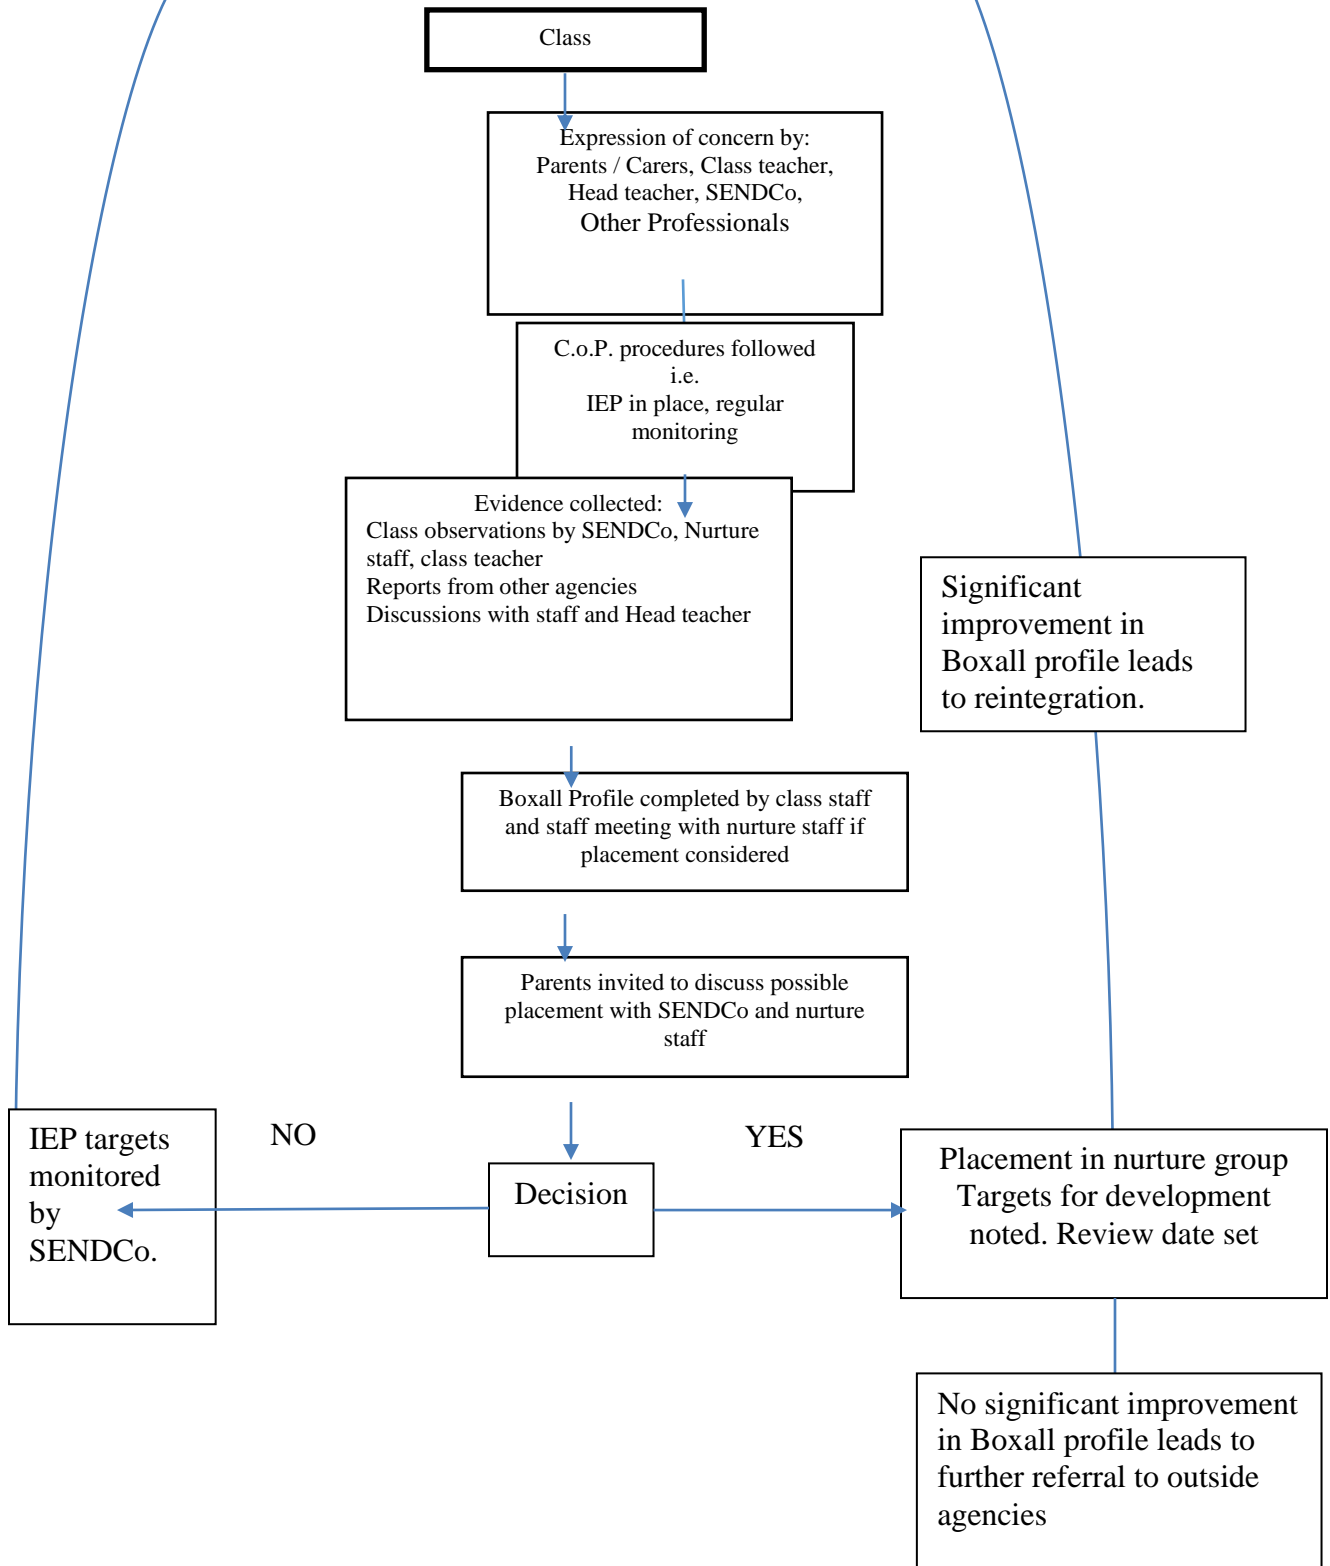 Class
Expression of concern by:
Parents / Carers, Class teacher,
Head teacher, SENDCo,
Other Professionals
C.o.P. procedures followed
i.e.
IEP in place, regular
monitoring
Evidence collected:
Class observations by SENDCo, Nurture
staff, class teacher
Reports from other agencies
Discussions with staff and Head teacher
Significant
improvement in
Boxall profile leads
to reintegration.
Boxall Profile completed by class staff
and staff meeting with nurture staff if
placement considered
Parents invited to discuss possible
placement with SENDCo and nurture
staff
NO
YES
IEP targets
monitored
by
SENDCo.
Decision
Placement in nurture group
Targets for development
noted. Review date set
No significant improvement
in Boxall profile leads to
further referral to outside
agencies